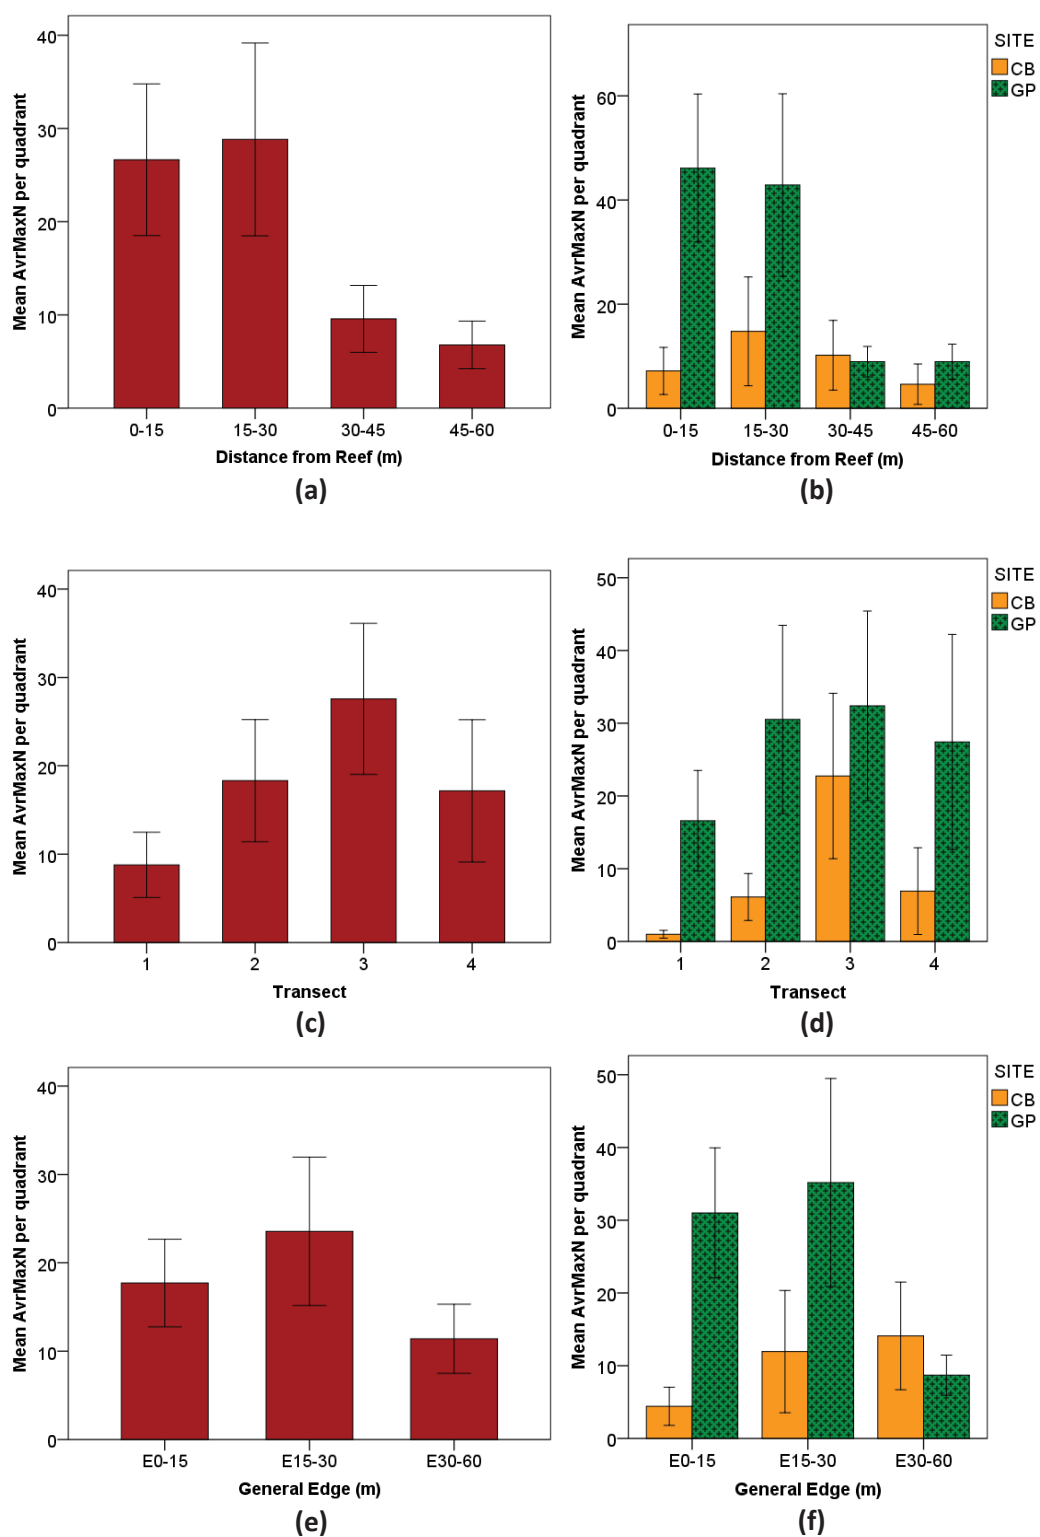 Mean AvrMaxN per quadrant
40
30
20
10
0
0-15 15-30 30-45 45-60
Distance from Reef (m)
(a)
Mean AvrMaxN per quadrant
60
40
20
0
0-15 15-30 30-45 45-60
Distance from Reef (m)
SITE
CB
GP
(b)
Mean AvrMaxN per quadrant
40
30
20
10
0
1 2 3 4
Transect
(c)
Mean AvrMaxN per quadrant
50
40
30
20
10
0
1 2 3 4
Transect
SITE
CB
GP
(d)
Mean AvrMaxN per quadrant
40
30
20
10
0
E0-15 E15-30 E30-60
General Edge (m)
(e)
Mean AvrMaxN per quadrant
50
40
30
20
10
0
E0-15 E15-30 E30-60
General Edge (m)
SITE
CB
GP
(f)